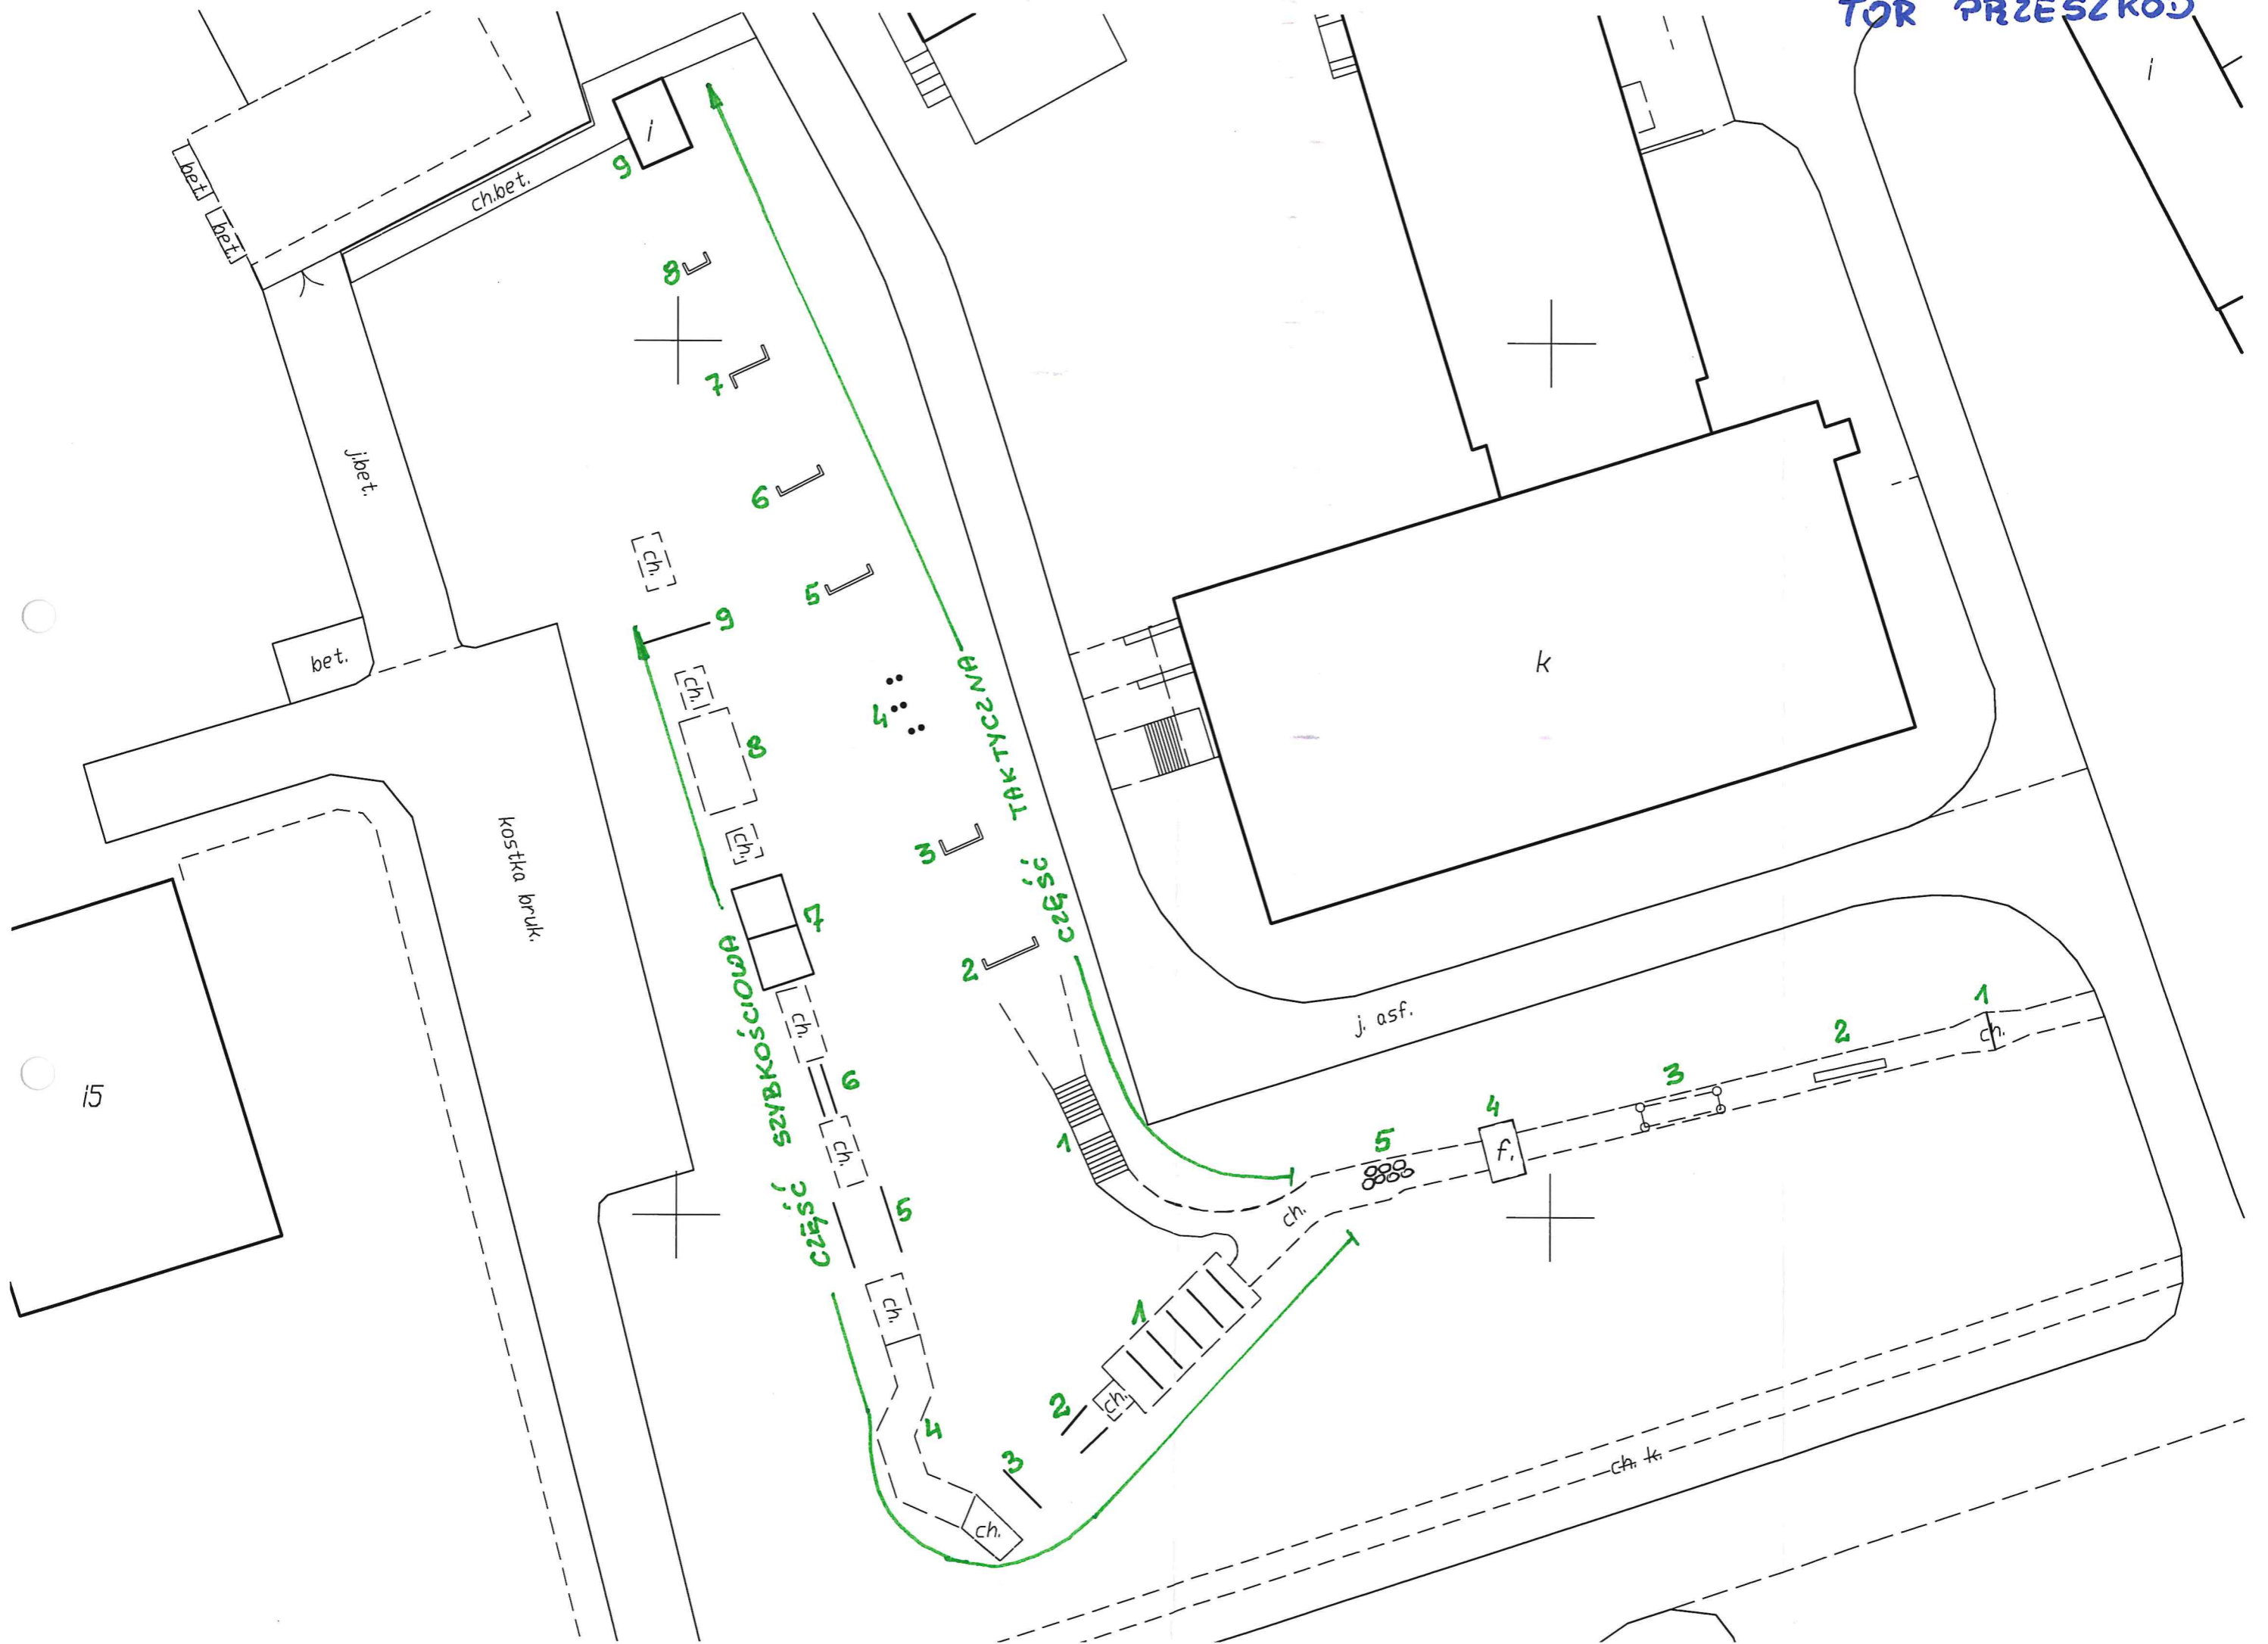 TOR PRZESZKÓD
i
i
9
bet.
bet.
ch.bet.
8
7
j.bet.
6
ch.
5
9
bet.
k
ch.
4
8
CZĘŚĆ TAKTYCZNA
kostka bruk.
ch.
3
7
2
CZĘŚĆ SZYBKOŚCIOWA
ch.
j. asf.
1
ch.
2
3
6
i5
4
f.
5
1
ch.
5
ch.
ch.
1
2
ch.
4
3
ch. k.
ch.